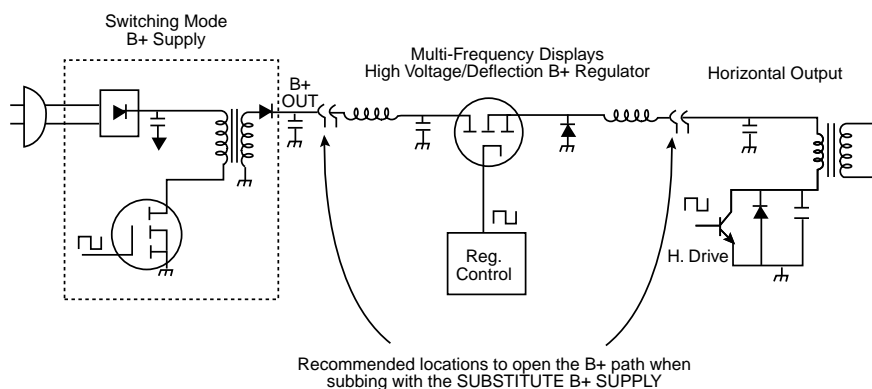 Switching Mode
B+ Supply
B+
OUT
Multi-Frequency Displays
High Voltage/Deflection B+ Regulator
Horizontal Output
Reg.
Control
H. Drive
Recommended locations to open the B+ path when
subbing with the SUBSTITUTE B+ SUPPLY